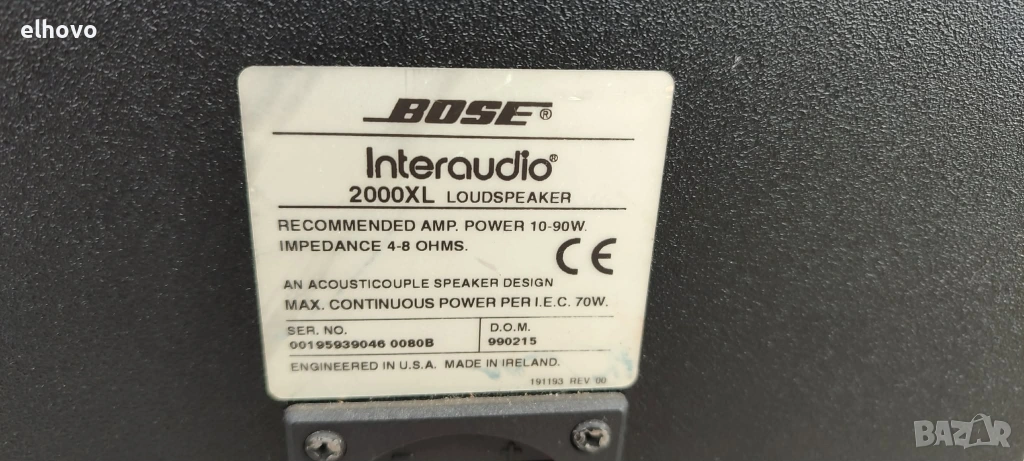 elhovo
BOSE®
Interaudio®
2000XL LOUDSPEAKER
RECOMMENDED AMP. POWER 10-90W.
IMPEDANCE 4-8 OHMS.
CE
AN ACOUSTICOUPLE SPEAKER DESIGN
MAX. CONTINUOUS POWER PER I.E.C. 70W.
SER. NO.
00195939046 0080B
D.O.M.
990215
ENGINEERED IN U.S.A. MADE IN IRELAND.
191193 REV 00
BAZAR